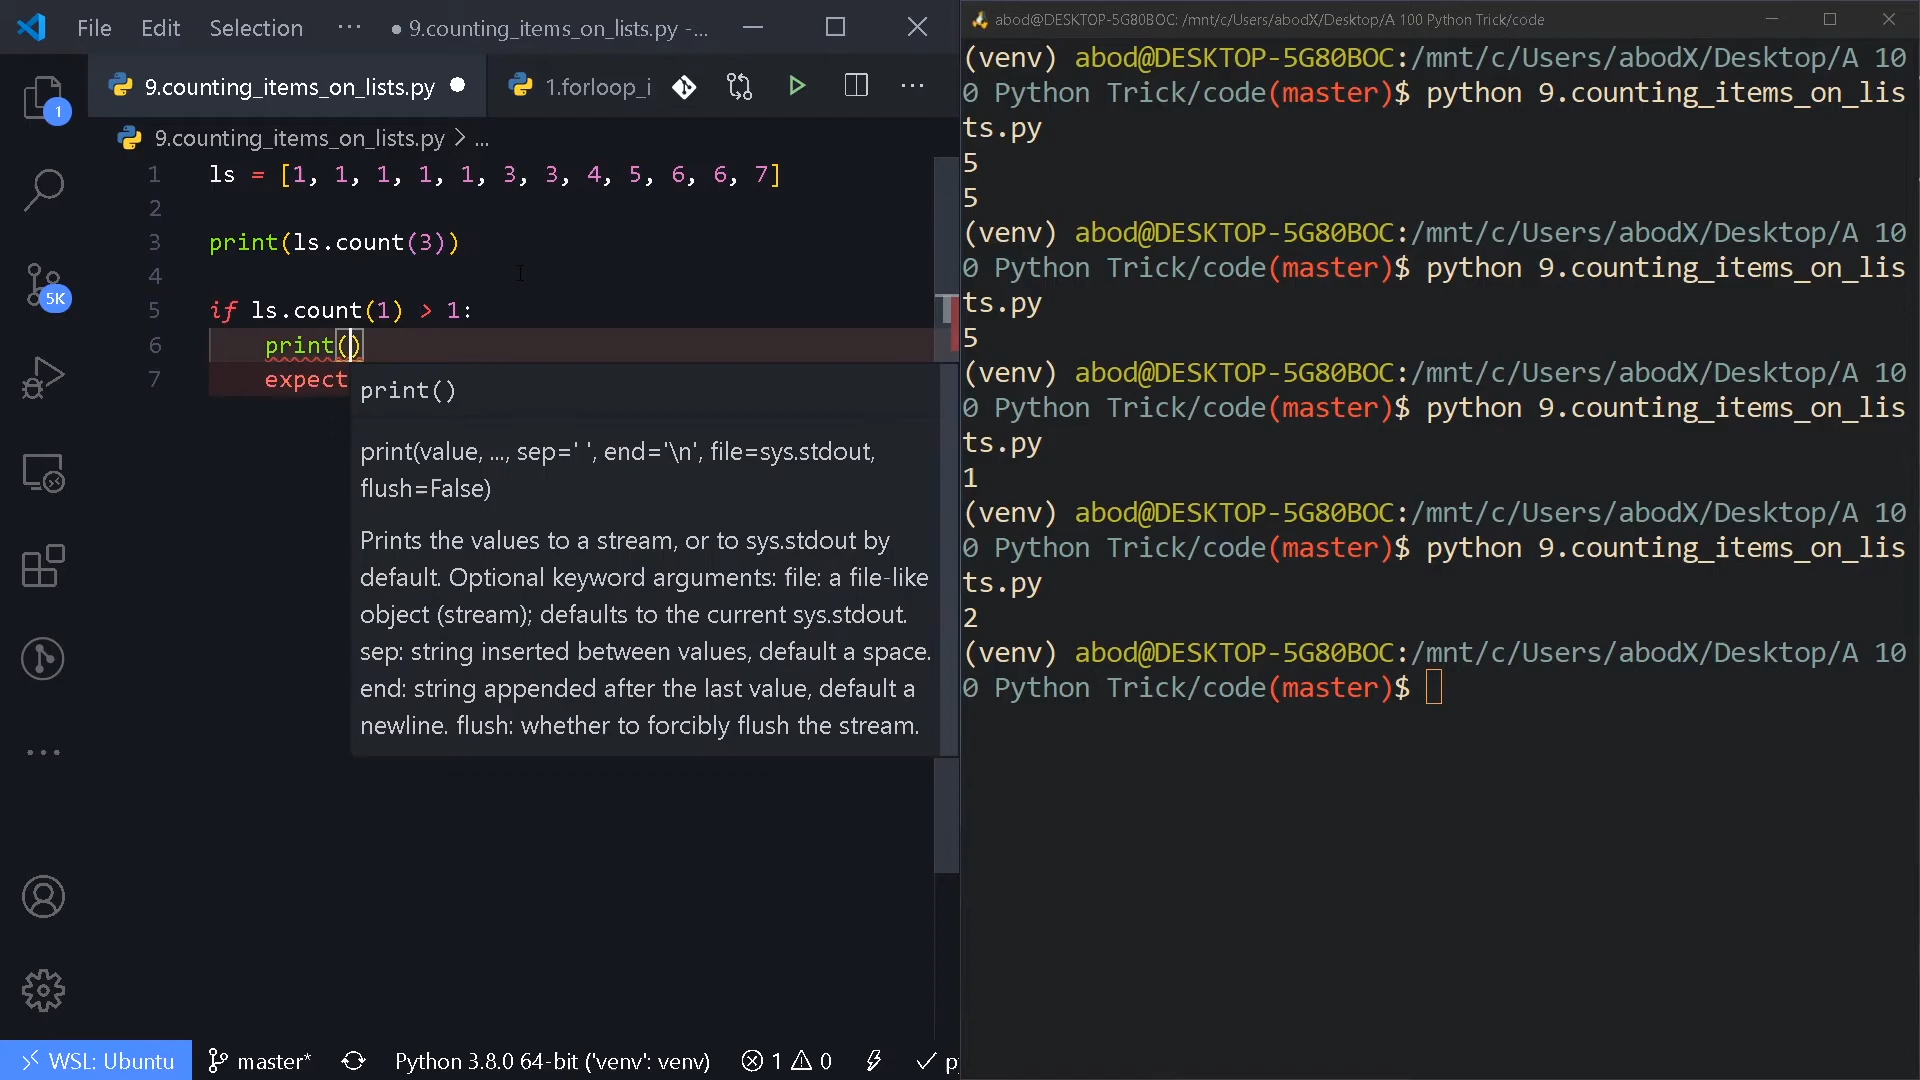 File Edit Selection ··· ● 9.counting_items_on_lists.py -...
9.counting_items_on_lists.py ● 1.forloop_i ···
9.counting_items_on_lists.py > ...
1
1 ls = [1, 1, 1, 1, 1, 3, 3, 4, 5, 6, 6, 7]
2
3 print(ls.count(3))
4
5 if ls.count(1) > 1:
6 print()
7 expect
5K
print()
print(value, ..., sep=' ', end='\n', file=sys.stdout,
flush=False)
Prints the values to a stream, or to sys.stdout by
default. Optional keyword arguments: file: a file-like
object (stream); defaults to the current sys.stdout.
sep: string inserted between values, default a space.
end: string appended after the last value, default a
newline. flush: whether to forcibly flush the stream.
WSL: Ubuntu master* Python 3.8.0 64-bit ('venv': venv) 1 0 p
abod@DESKTOP-5G80BOC: /mnt/c/Users/abodX/Desktop/A 100 Python Trick/code
(venv) abod@DESKTOP-5G80BOC:/mnt/c/Users/abodX/Desktop/A 10
0 Python Trick/code(master)$ python 9.counting_items_on_lis
ts.py
5
5
(venv) abod@DESKTOP-5G80BOC:/mnt/c/Users/abodX/Desktop/A 10
0 Python Trick/code(master)$ python 9.counting_items_on_lis
ts.py
5
(venv) abod@DESKTOP-5G80BOC:/mnt/c/Users/abodX/Desktop/A 10
0 Python Trick/code(master)$ python 9.counting_items_on_lis
ts.py
1
(venv) abod@DESKTOP-5G80BOC:/mnt/c/Users/abodX/Desktop/A 10
0 Python Trick/code(master)$ python 9.counting_items_on_lis
ts.py
2
(venv) abod@DESKTOP-5G80BOC:/mnt/c/Users/abodX/Desktop/A 10
0 Python Trick/code(master)$